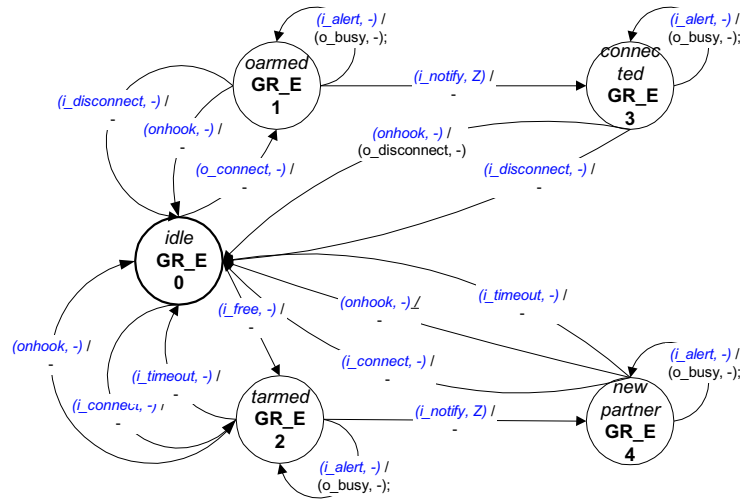 (i_alert, -) /
(o_busy, -);
oarmed
GR_E
1
(i_notify, Z) /
-
(i_alert, -) /
(o_busy, -);
connec
ted
GR_E
3
(i_disconnect, -) /
-
(onhook, -) /
-
(o_connect, -) /
-
(onhook, -) /
(o_disconnect, -)
(i_disconnect, -) /
-
idle
GR_E
0
(i_free, -) /
-
(onhook, -) /
-
(i_timeout, -) /
-
(onhook, -) /
-
(i_timeout, -) /
-
(i_connect, -) /
-
(i_connect, -) /
-
tarmed
GR_E
2
(i_notify, Z) /
-
(i_alert, -) /
(o_busy, -);
new
partner
GR_E
4
(i_alert, -) /
(o_busy, -);